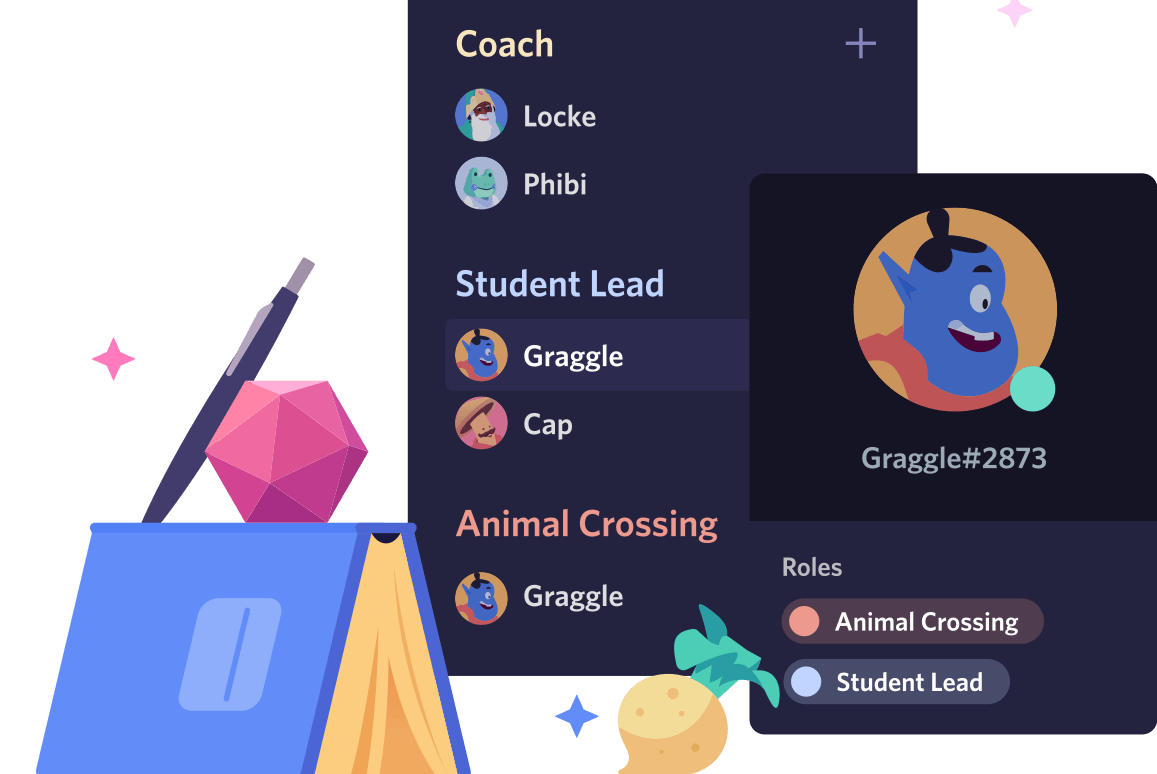 Coach
Locke
Phibi
Student Lead
Graggle
Cap
Animal Crossing
Graggle
Graggle#2873
Roles
Animal Crossing
Student Lead